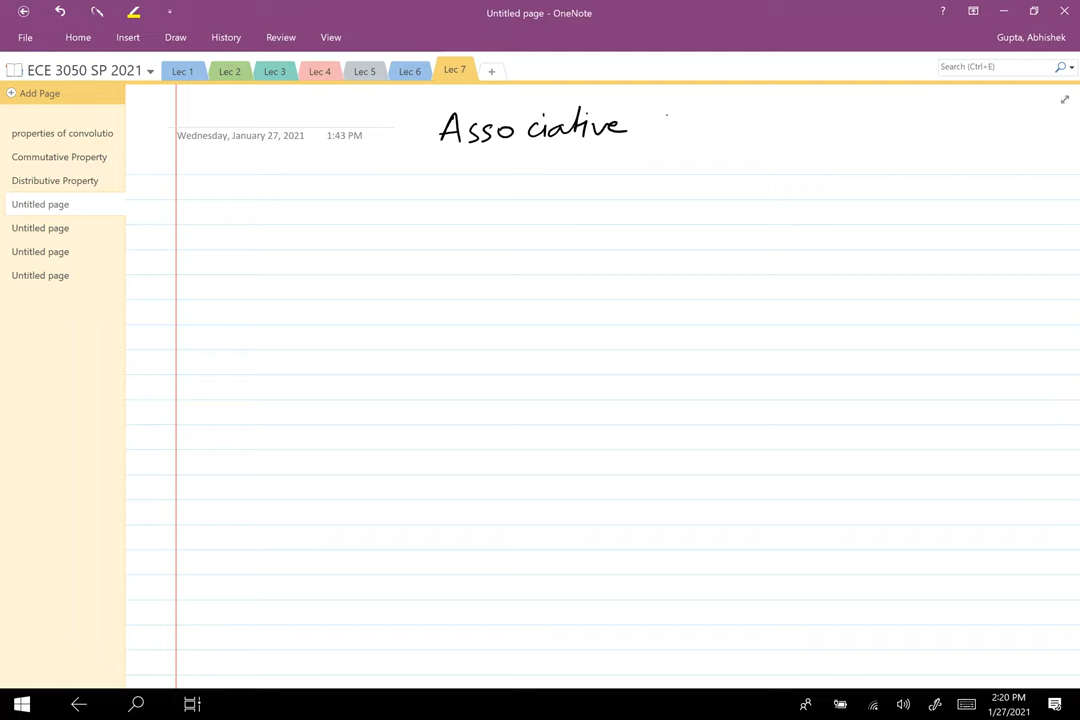 Untitled page - OneNote
File Home Insert Draw History Review View
Gupta, Abhishek
ECE 3050 SP 2021
Lec 1 Lec 2 Lec 3 Lec 4 Lec 5 Lec 6 Lec 7
Search (Ctrl+E)
Add Page
properties of convolutio
Commutative Property
Distributive Property
Untitled page
Untitled page
Untitled page
Untitled page
Wednesday, January 27, 2021 1:43 PM
Associative
2:20 PM
1/27/2021